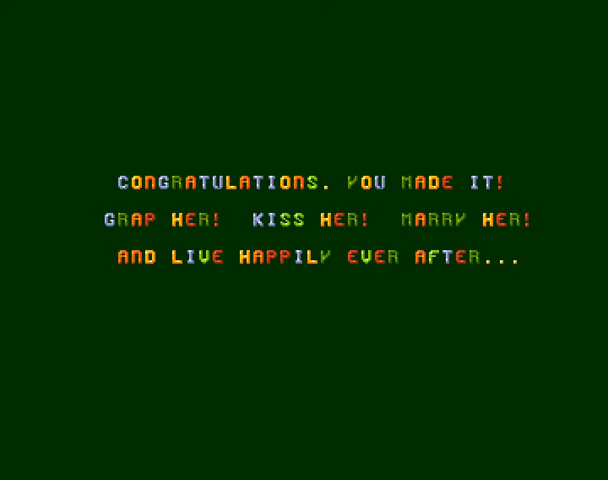 CONGRATULATIONS. YOU MADE IT!
GRAP HER! KISS HER! MARRY HER!
AND LIVE HAPPILY EVER AFTER...